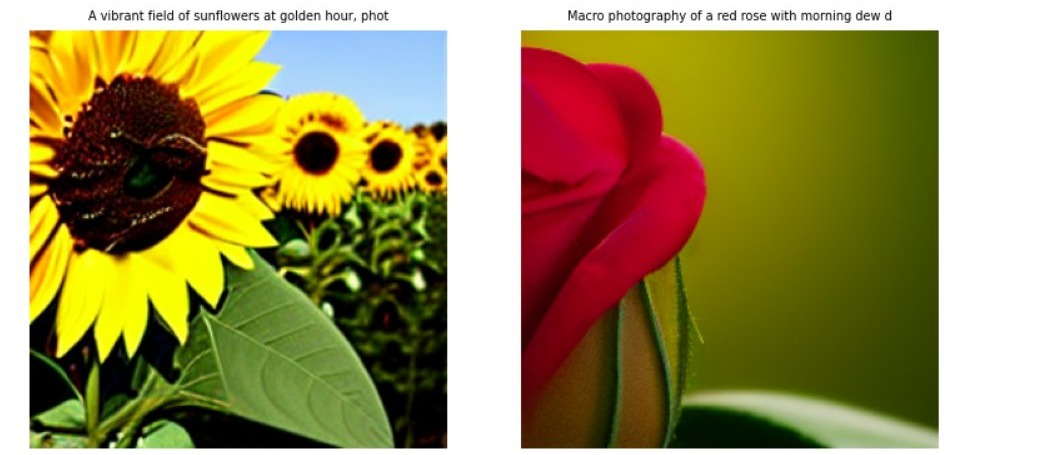 A vibrant field of sunflowers at golden hour, phot
Macro photography of a red rose with morning dew d